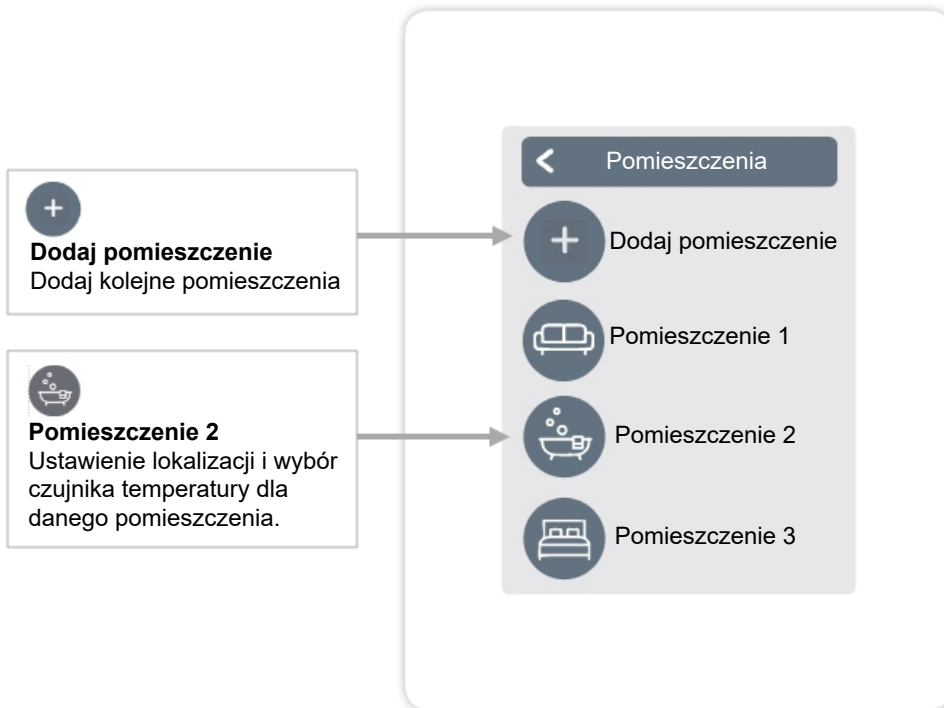 Dodaj pomieszczenie
Dodaj kolejne pomieszczenia
Pomieszczenie 2
Ustawienie lokalizacji i wybór
czujnika temperatury dla
danego pomieszczenia.
Pomieszczenia
Dodaj pomieszczenie
Pomieszczenie 1
Pomieszczenie 2
Pomieszczenie 3